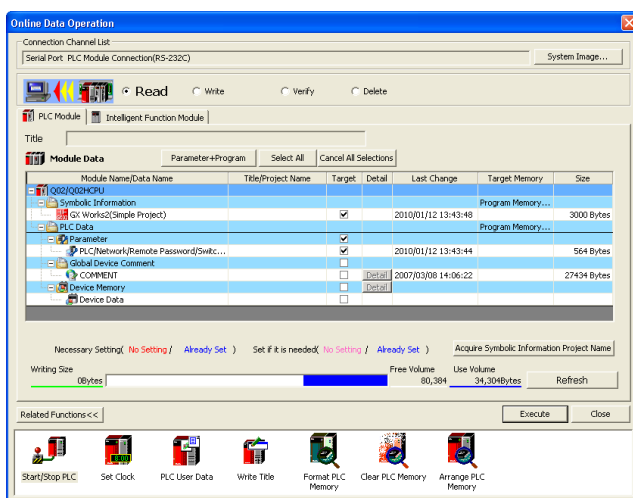 Online Data Operation
Connection Channel List
Serial Port PLC Module Connection(RS-232C)
System Image...
Read
Write
Verify
Delete
PLC Module
Intelligent Function Module
Title
Module Data
Parameter+Program
Select All
Cancel All Selections
Module Name/Data Name Title/Project Name Target Detail Last Change Target Memory Size
Q02/Q02HCPU
Symbolic Information Program Memory...
GX Works2(Simple Project) 2010/01/12 13:43:48 3000 Bytes
PLC Data Program Memory...
Parameter
PLC/Network/Remote Password/Switc... 2010/01/12 13:43:44 564 Bytes
Global Device Comment
COMMENT Detail 2007/03/08 14:06:22 27434 Bytes
Device Memory Detail
Device Data
Necessary Setting( No Setting / Already Set ) Set if it is needed( No Setting / Already Set )
Acquire Symbolic Information Project Name
Writing Size Free Volume Use Volume
0Bytes 80,384 34,304Bytes
Refresh
Related Functions<<
Execute
Close
Start/Stop PLC
Set Clock
PLC User Data
Write Title
Format PLC
Memory
Clear PLC Memory
Arrange PLC
Memory